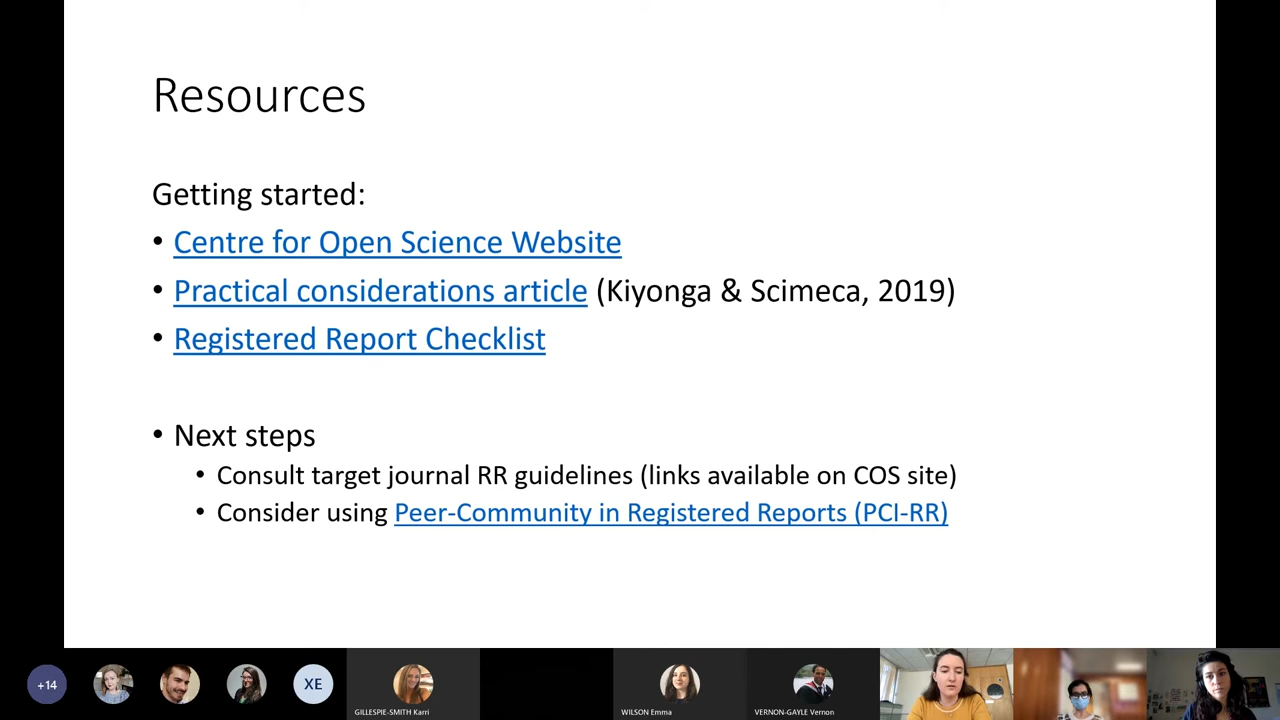 Resources
Getting started:
• Centre for Open Science Website
• Practical considerations article (Kiyonga & Scimeca, 2019)
• Registered Report Checklist
• Next steps
• Consult target journal RR guidelines (links available on COS site)
• Consider using Peer-Community in Registered Reports (PCI-RR)
+14
XE
GILLESPIE-SMITH Karri
WILSON Emma
VERNON-GAYLE Vernon